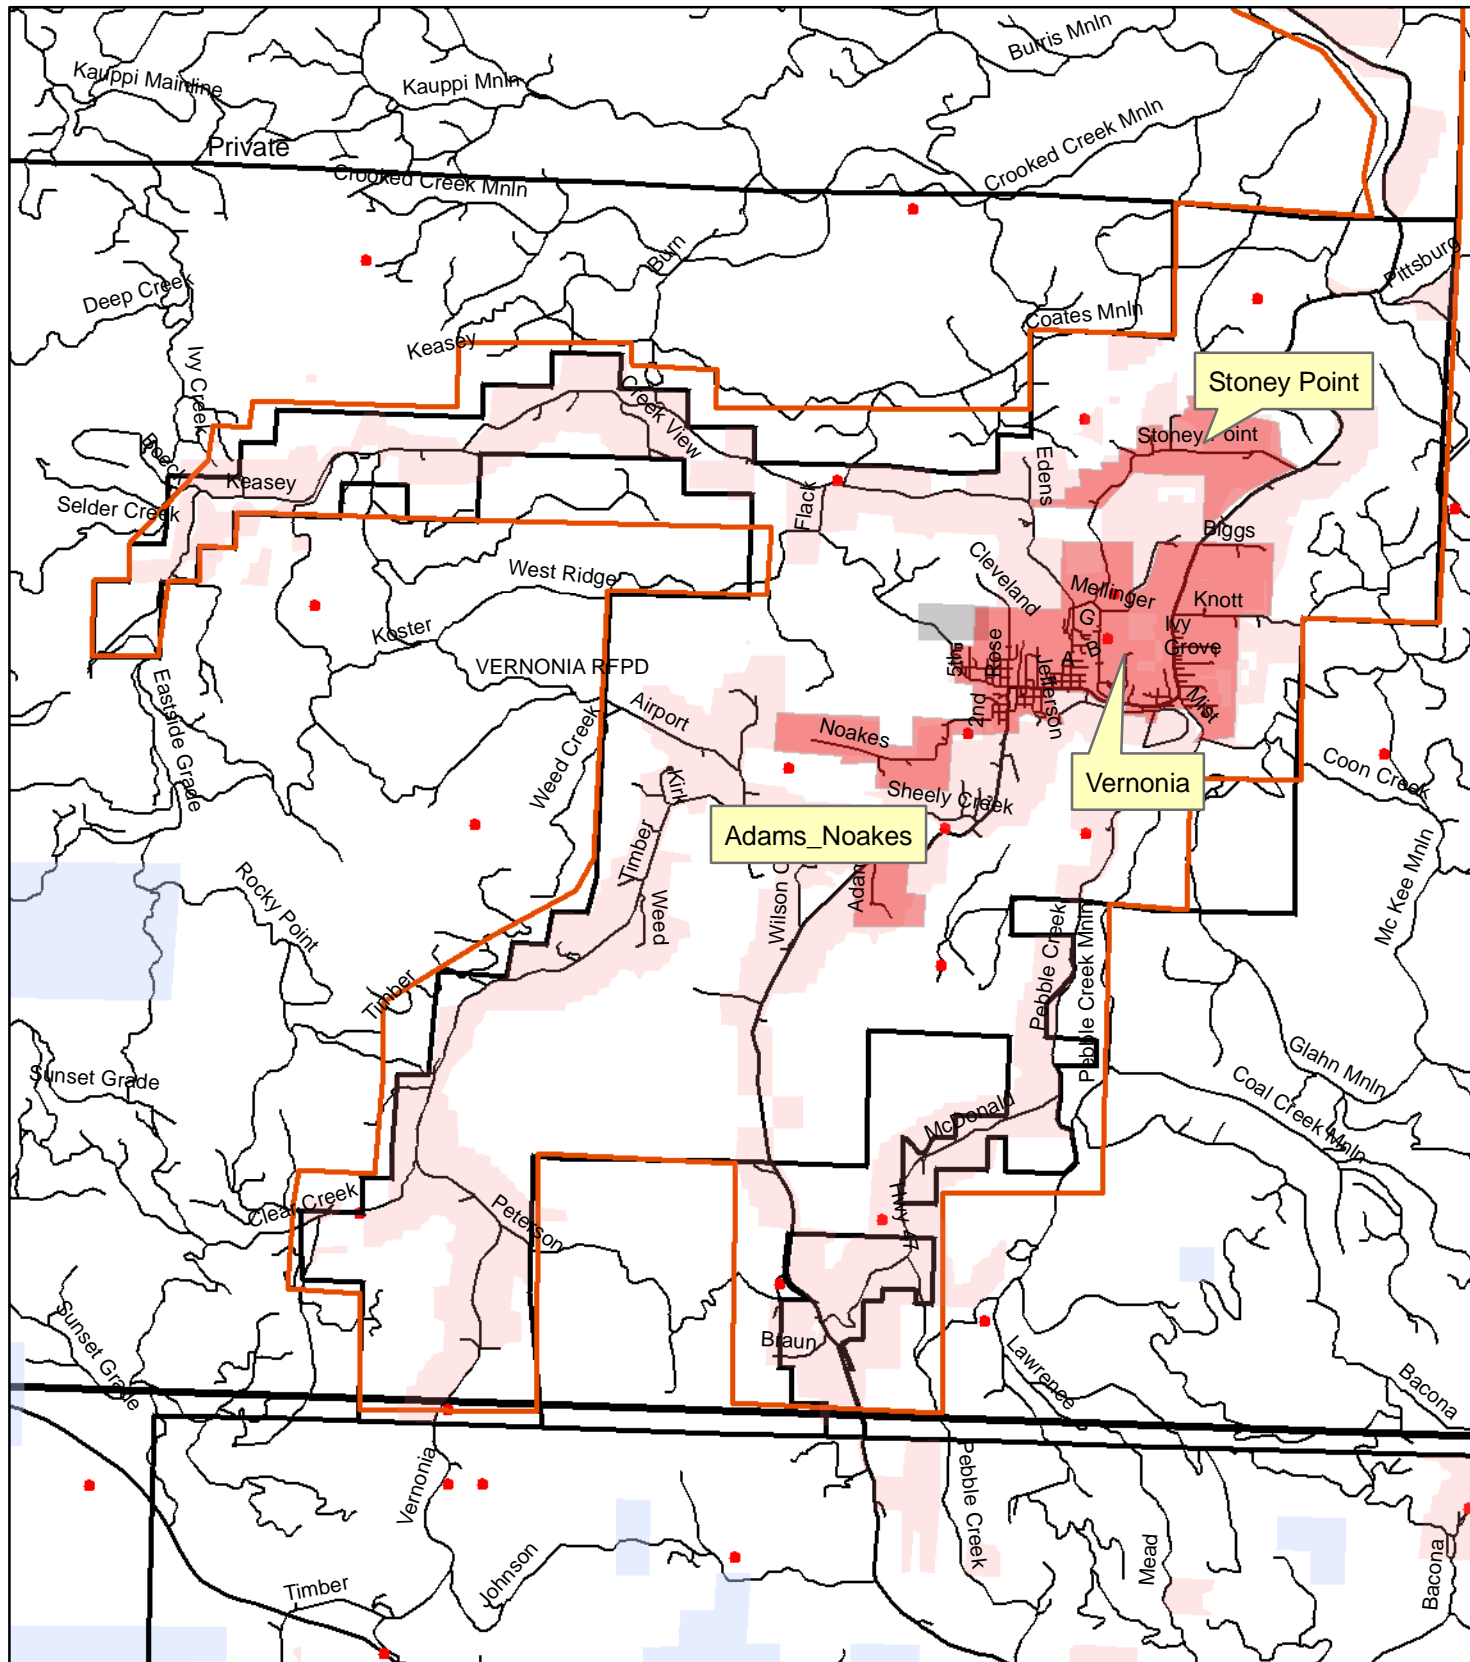 Burris Mnln
Kauppi Mainline
Kauppi Mnln
Private
Crooked Creek Mnln
Crooked Creek Mnln
Burn
Pittsburg
Deep Creek
Coates Mnln
Keasey
Ivy Creek
Creek View
Stoney Point
Stoney Point
Bock
Keasey
Edens
Selder Creek
Flack
Biggs
Cleveland
West Ridge
Mellinger
Knott
Koster
G
Ivy
B
Grove
A
5th
Rose
VERNONIA RFPD
Jefferson
Eastside Grade
Airport
2nd
Mist
Noakes
Weed Creek
Coon Creek
Kirk
Vernonia
Sheely Creek
Adams_Noakes
Timber
Mc Kee Mnln
Rocky Point
Weed
Wilson C
Adam
Pebble Creek
Pebble Creek Mnln
Timber
Sunset Grade
Glahn Mnln
Coal Creek Mnln
McDonald
Clear Creek
Peterson
Hwy 47
Sunset Grade
Braun
Lawrence
Bacona
Vernonia
Pebble Creek
Johnson
Mead
Bacona
Timber